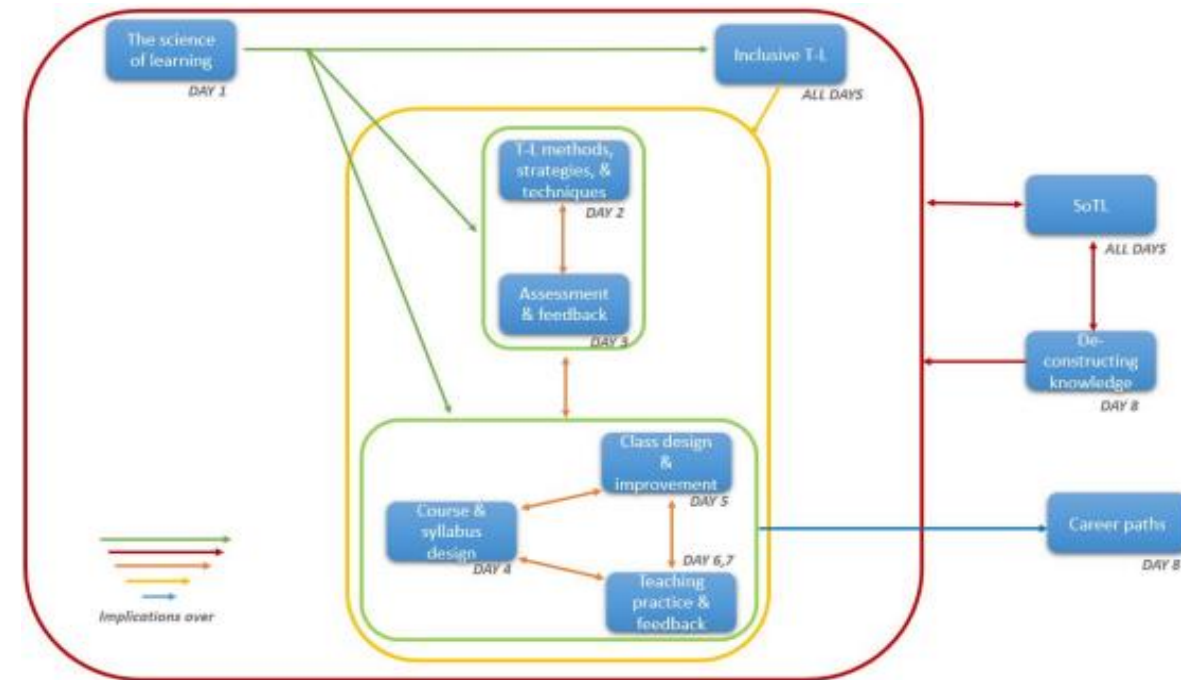 The science
of learning
DAY 1
Inclusive T-L
ALL DAYS
T-L methods,
strategies, &
techniques
DAY 2
Assessment
& feedback
DAY 3
SoTL
ALL DAYS
De-
constructing
knowledge
DAY 8
Class design
&
improvement
DAY 5
Course &
syllabus
design
DAY 4
DAY 6,7
Teaching
practice &
feedback
Career paths
DAY 8
Implications over